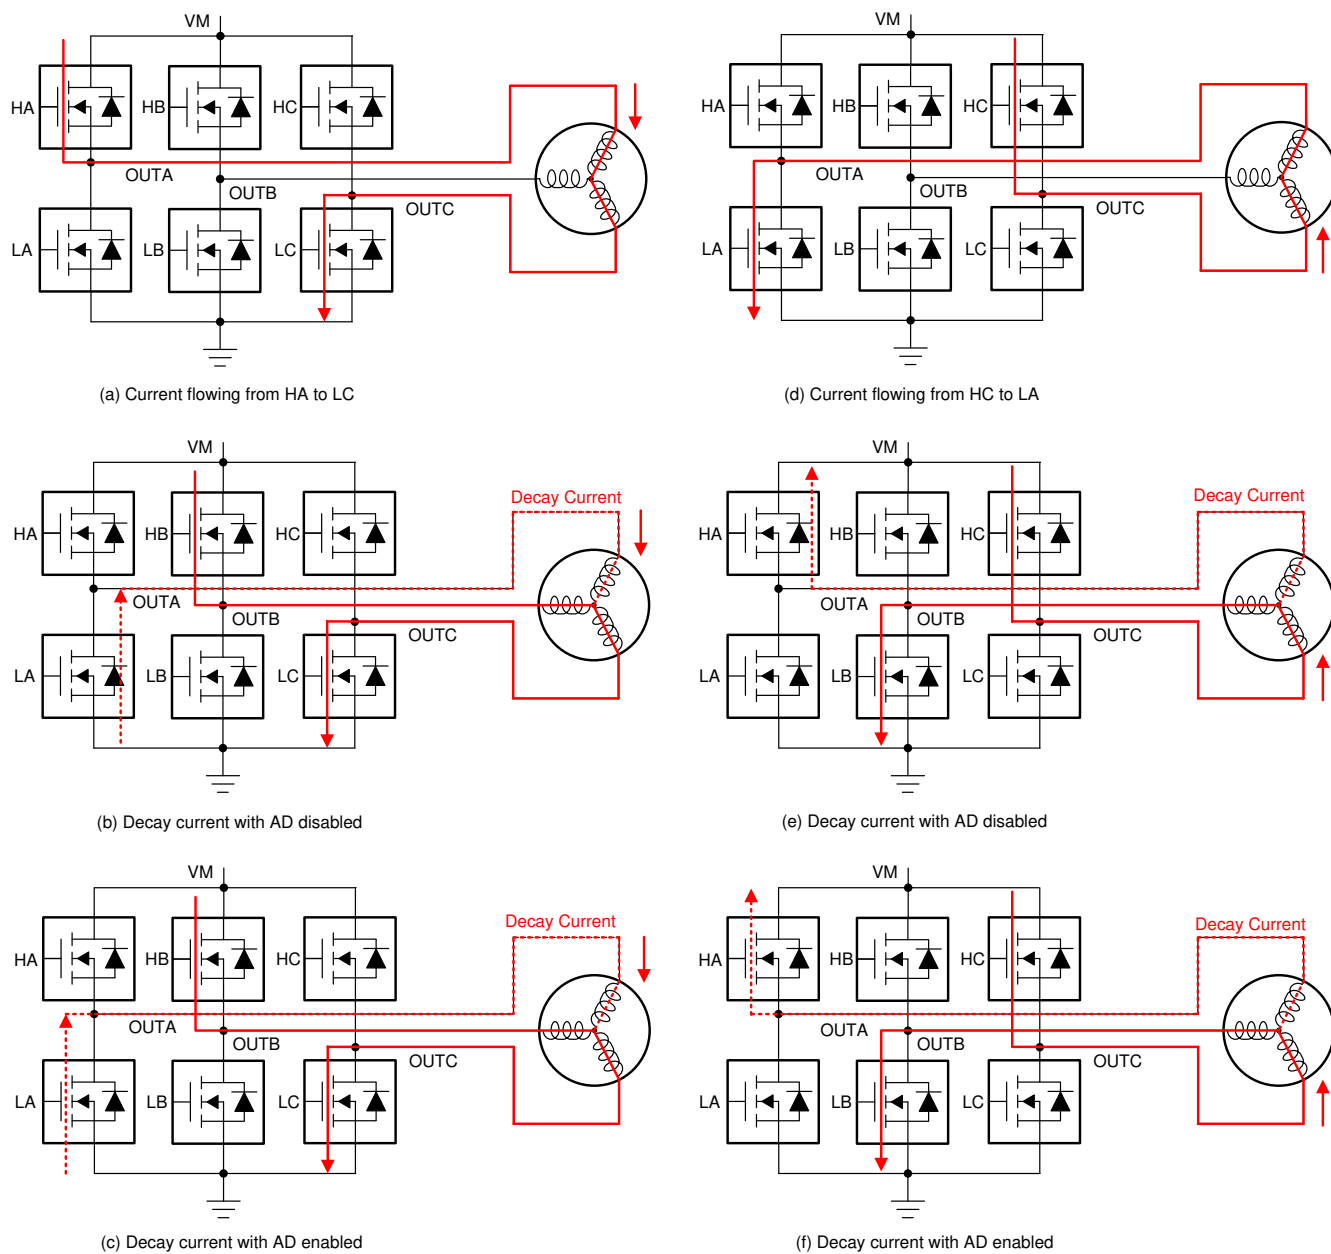 VM
HA
HB
HC
OUTA
OUTB
OUTC
LA
LB
LC
(a) Current flowing from HA to LC
VM
HA
HB
HC
OUTA
OUTB
OUTC
LA
LB
LC
(d) Current flowing from HC to LA
VM
Decay Current
HA
HB
HC
OUTA
OUTB
OUTC
LA
LB
LC
(b) Decay current with AD disabled
VM
Decay Current
HA
HB
HC
OUTA
OUTB
OUTC
LA
LB
LC
(e) Decay current with AD disabled
VM
Decay Current
HA
HB
HC
OUTA
OUTB
OUTC
LA
LB
LC
(c) Decay current with AD enabled
VM
Decay Current
HA
HB
HC
OUTA
OUTB
OUTC
LA
LB
LC
(f) Decay current with AD enabled